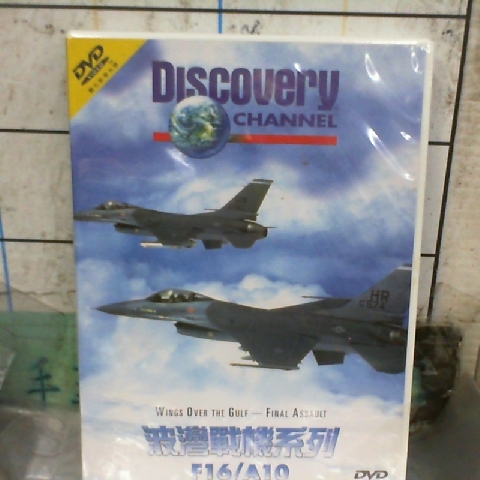 DVD
Discovery
CHANNEL
HR
WINGS OVER THE GULF — FINAL ASSAULT
波灣戰機系列
F16/A10
DVD